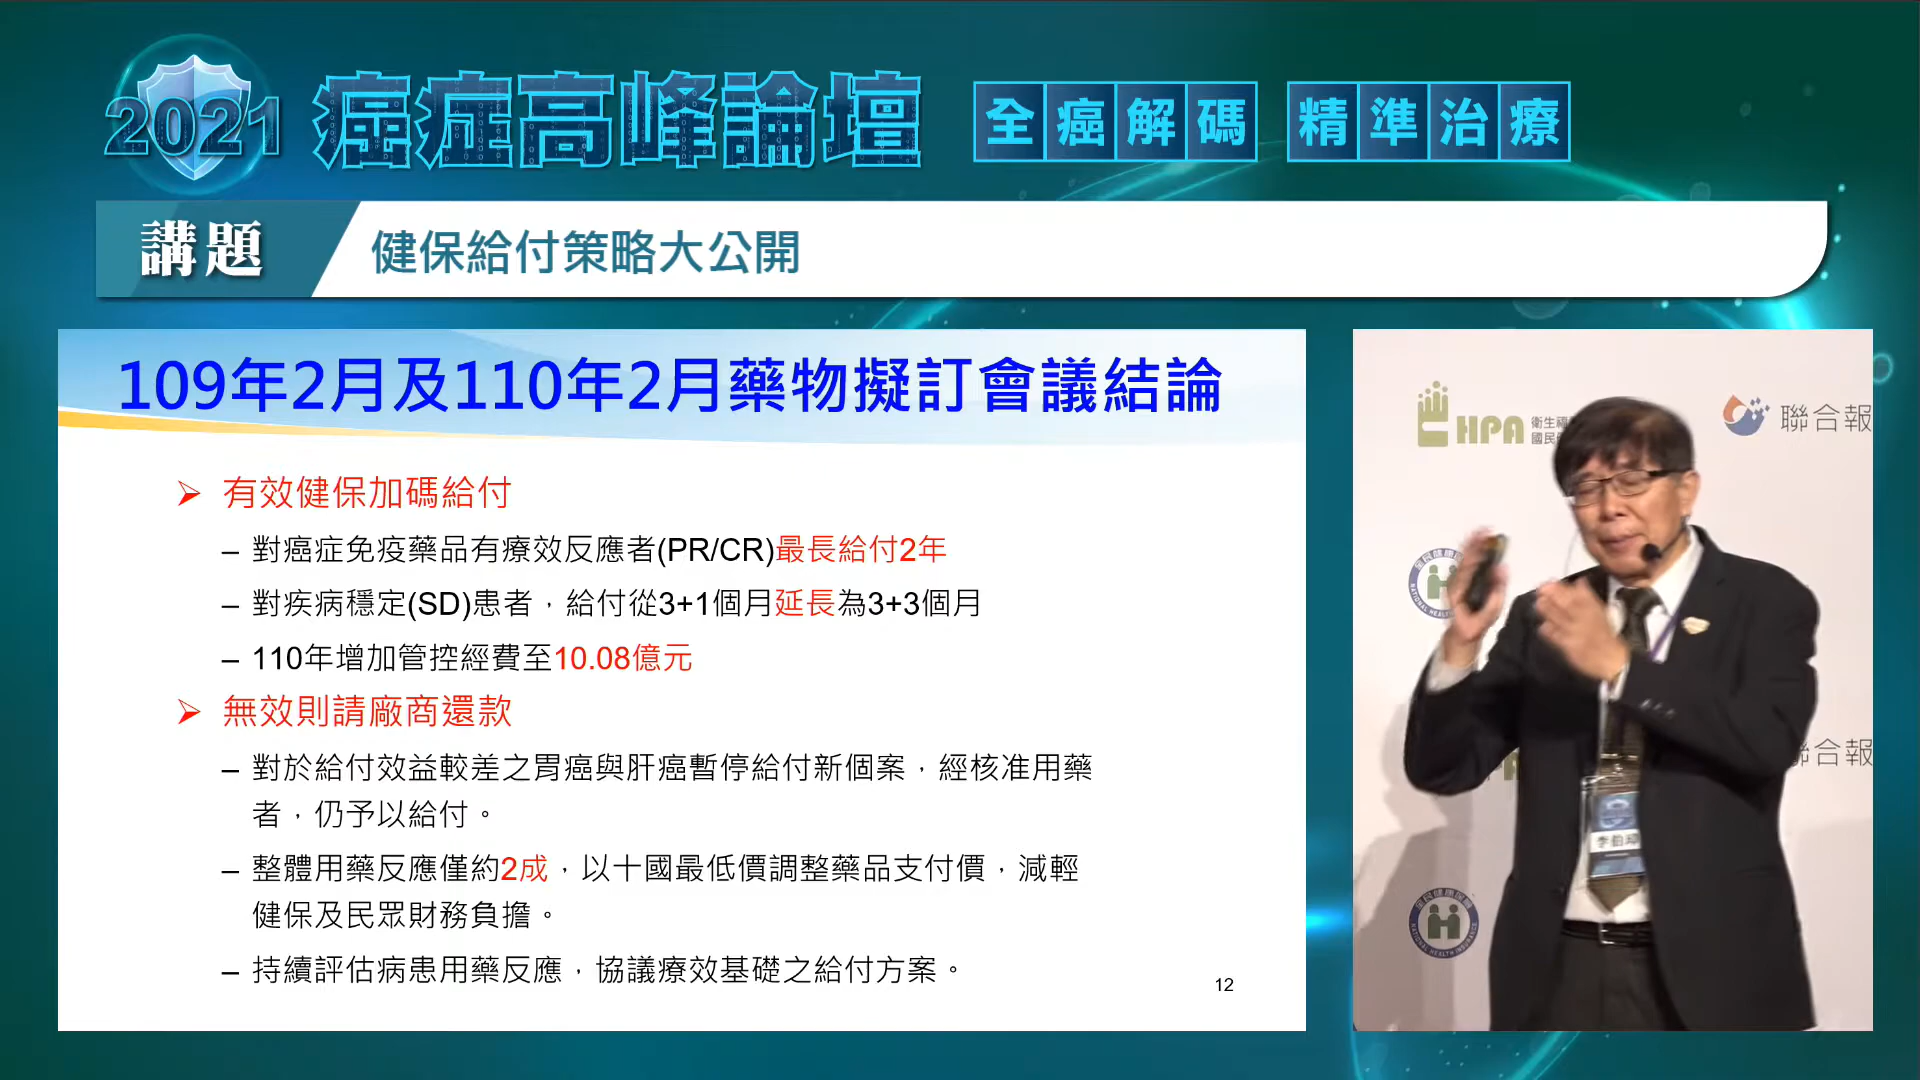 2021 癌症高峰論壇 全癌解碼 精準治療
講題 健保給付策略大公開
109年2月及110年2月藥物擬訂會議結論
➢ 有效健保加碼給付
– 對癌症免疫藥品有療效反應者(PR/CR)最長給付2年
– 對疾病穩定(SD)患者，給付從3+1個月延長為3+3個月
– 110年增加管控經費至10.08億元
➢ 無效則請廠商還款
– 對於給付效益較差之胃癌與肝癌暫停給付新個案，經核准用藥
者，仍予以給付。
– 整體用藥反應僅約2成，以十國最低價調整藥品支付價，減輕
健保及民眾財務負擔。
– 持續評估病患用藥反應，協議療效基礎之給付方案。
12
HPA
聯合報
聯合報